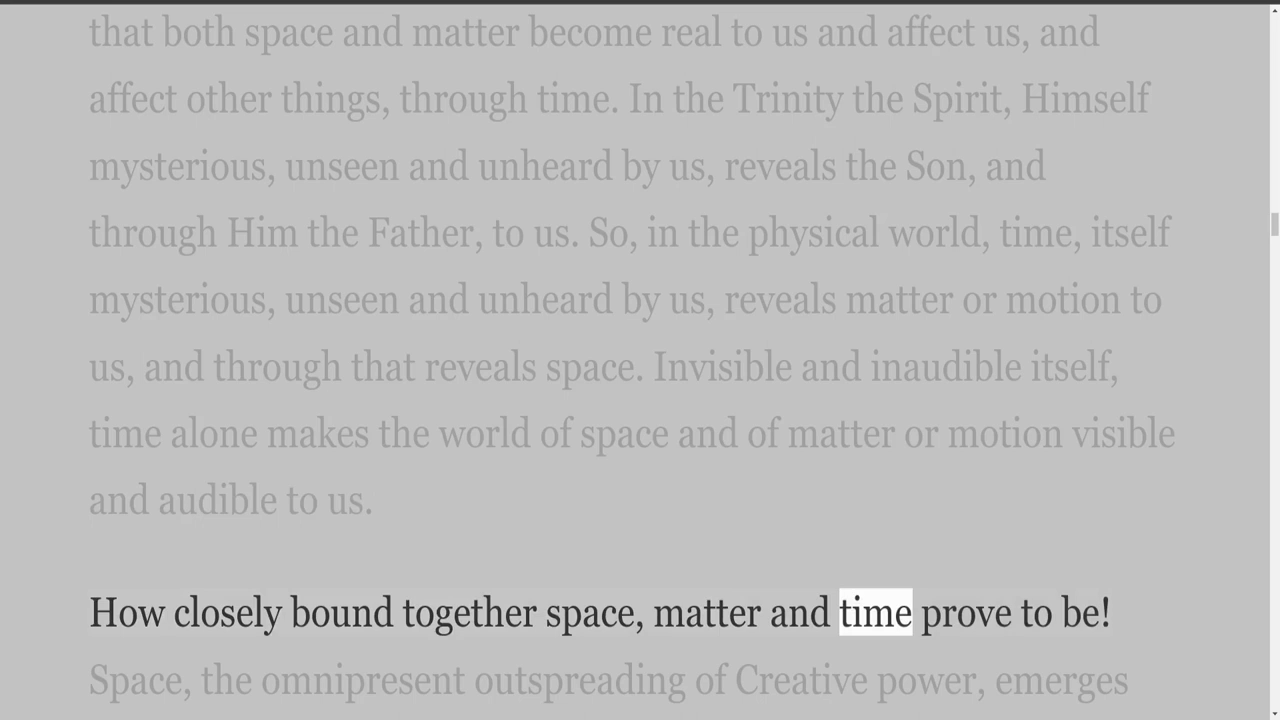 that both space and matter become real to us and affect us, and
affect other things, through time. In the Trinity the Spirit, Himself
mysterious, unseen and unheard by us, reveals the Son, and
through Him the Father, to us. So, in the physical world, time, itself
mysterious, unseen and unheard by us, reveals matter or motion to
us, and through that reveals space. Invisible and inaudible itself,
time alone makes the world of space and of matter or motion visible
and audible to us.
How closely bound together space, matter and time prove to be!
Space, the omnipresent outspreading of Creative power, emerges